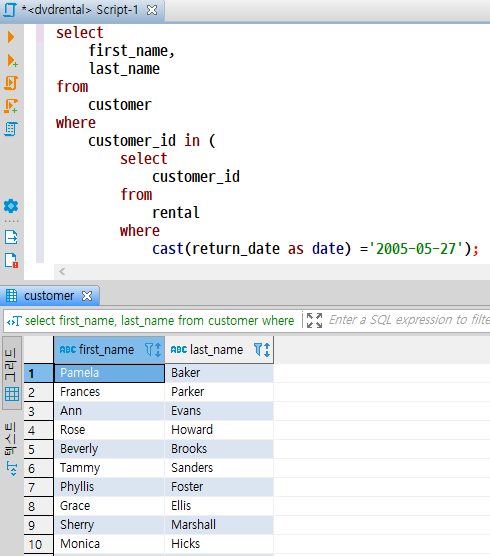 *<dvdrental> Script-1
select
first_name,
last_name
from
customer
where
customer_id in (
select
customer_id
from
rental
where
cast(return_date as date) ='2005-05-27');
customer
select first_name, last_name from customer where
Enter a SQL expression to filte
그리드
텍스트
ABC first_name ABC last_name
1 Pamela Baker
2 Frances Parker
3 Ann Evans
4 Rose Howard
5 Beverly Brooks
6 Tammy Sanders
7 Phyllis Foster
8 Grace Ellis
9 Sherry Marshall
10 Monica Hicks